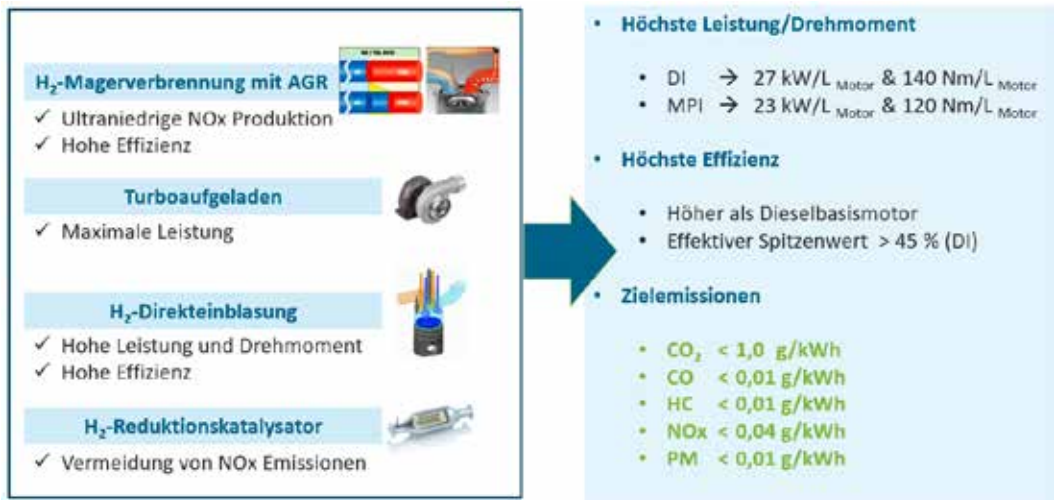 H₂-Magerverbrennung mit AGR
✓ Ultraniedrige NOx Produktion
✓ Hohe Effizienz
Turboaufgeladen
✓ Maximale Leistung
H₂-Direkteinblasung
✓ Hohe Leistung und Drehmoment
✓ Hohe Effizienz
H₂-Reduktionskatalysator
✓ Vermeidung von NOx Emissionen
• Höchste Leistung/Drehmoment
• DI → 27 kW/L Motor & 140 Nm/L Motor
• MPI → 23 kW/L Motor & 120 Nm/L Motor
• Höchste Effizienz
• Höher als Dieselbasismotor
• Effektiver Spitzenwert > 45 % (DI)
• Zielemissionen
• CO₂ < 1,0 g/kWh
• CO < 0,01 g/kWh
• HC < 0,01 g/kWh
• NOx < 0,04 g/kWh
• PM < 0,01 g/kWh